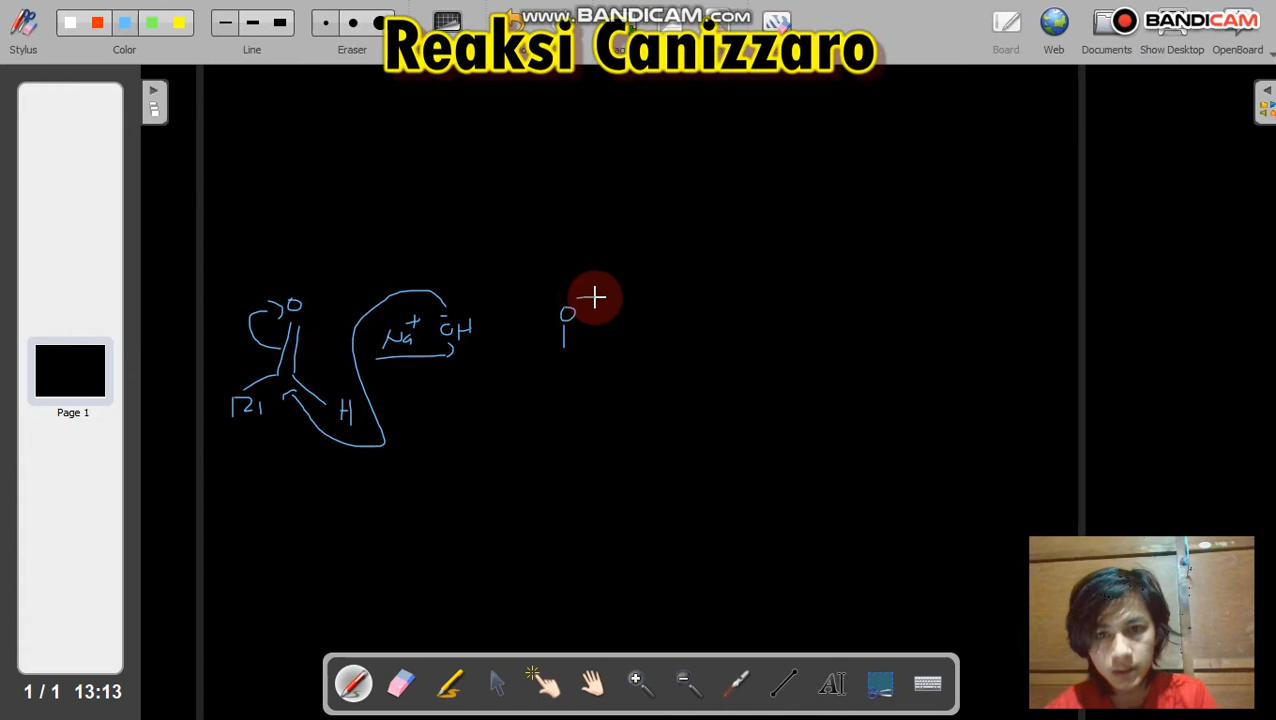 www.BANDICAM.com
BANDICAM
Reaksi Canizzaro
Stylus
Color
Line
Eraser
Board
Web
Documents
Show Desktop
OpenBoard
O
Na+ -OH
R1
H
O
Page 1
1 / 1 13:13